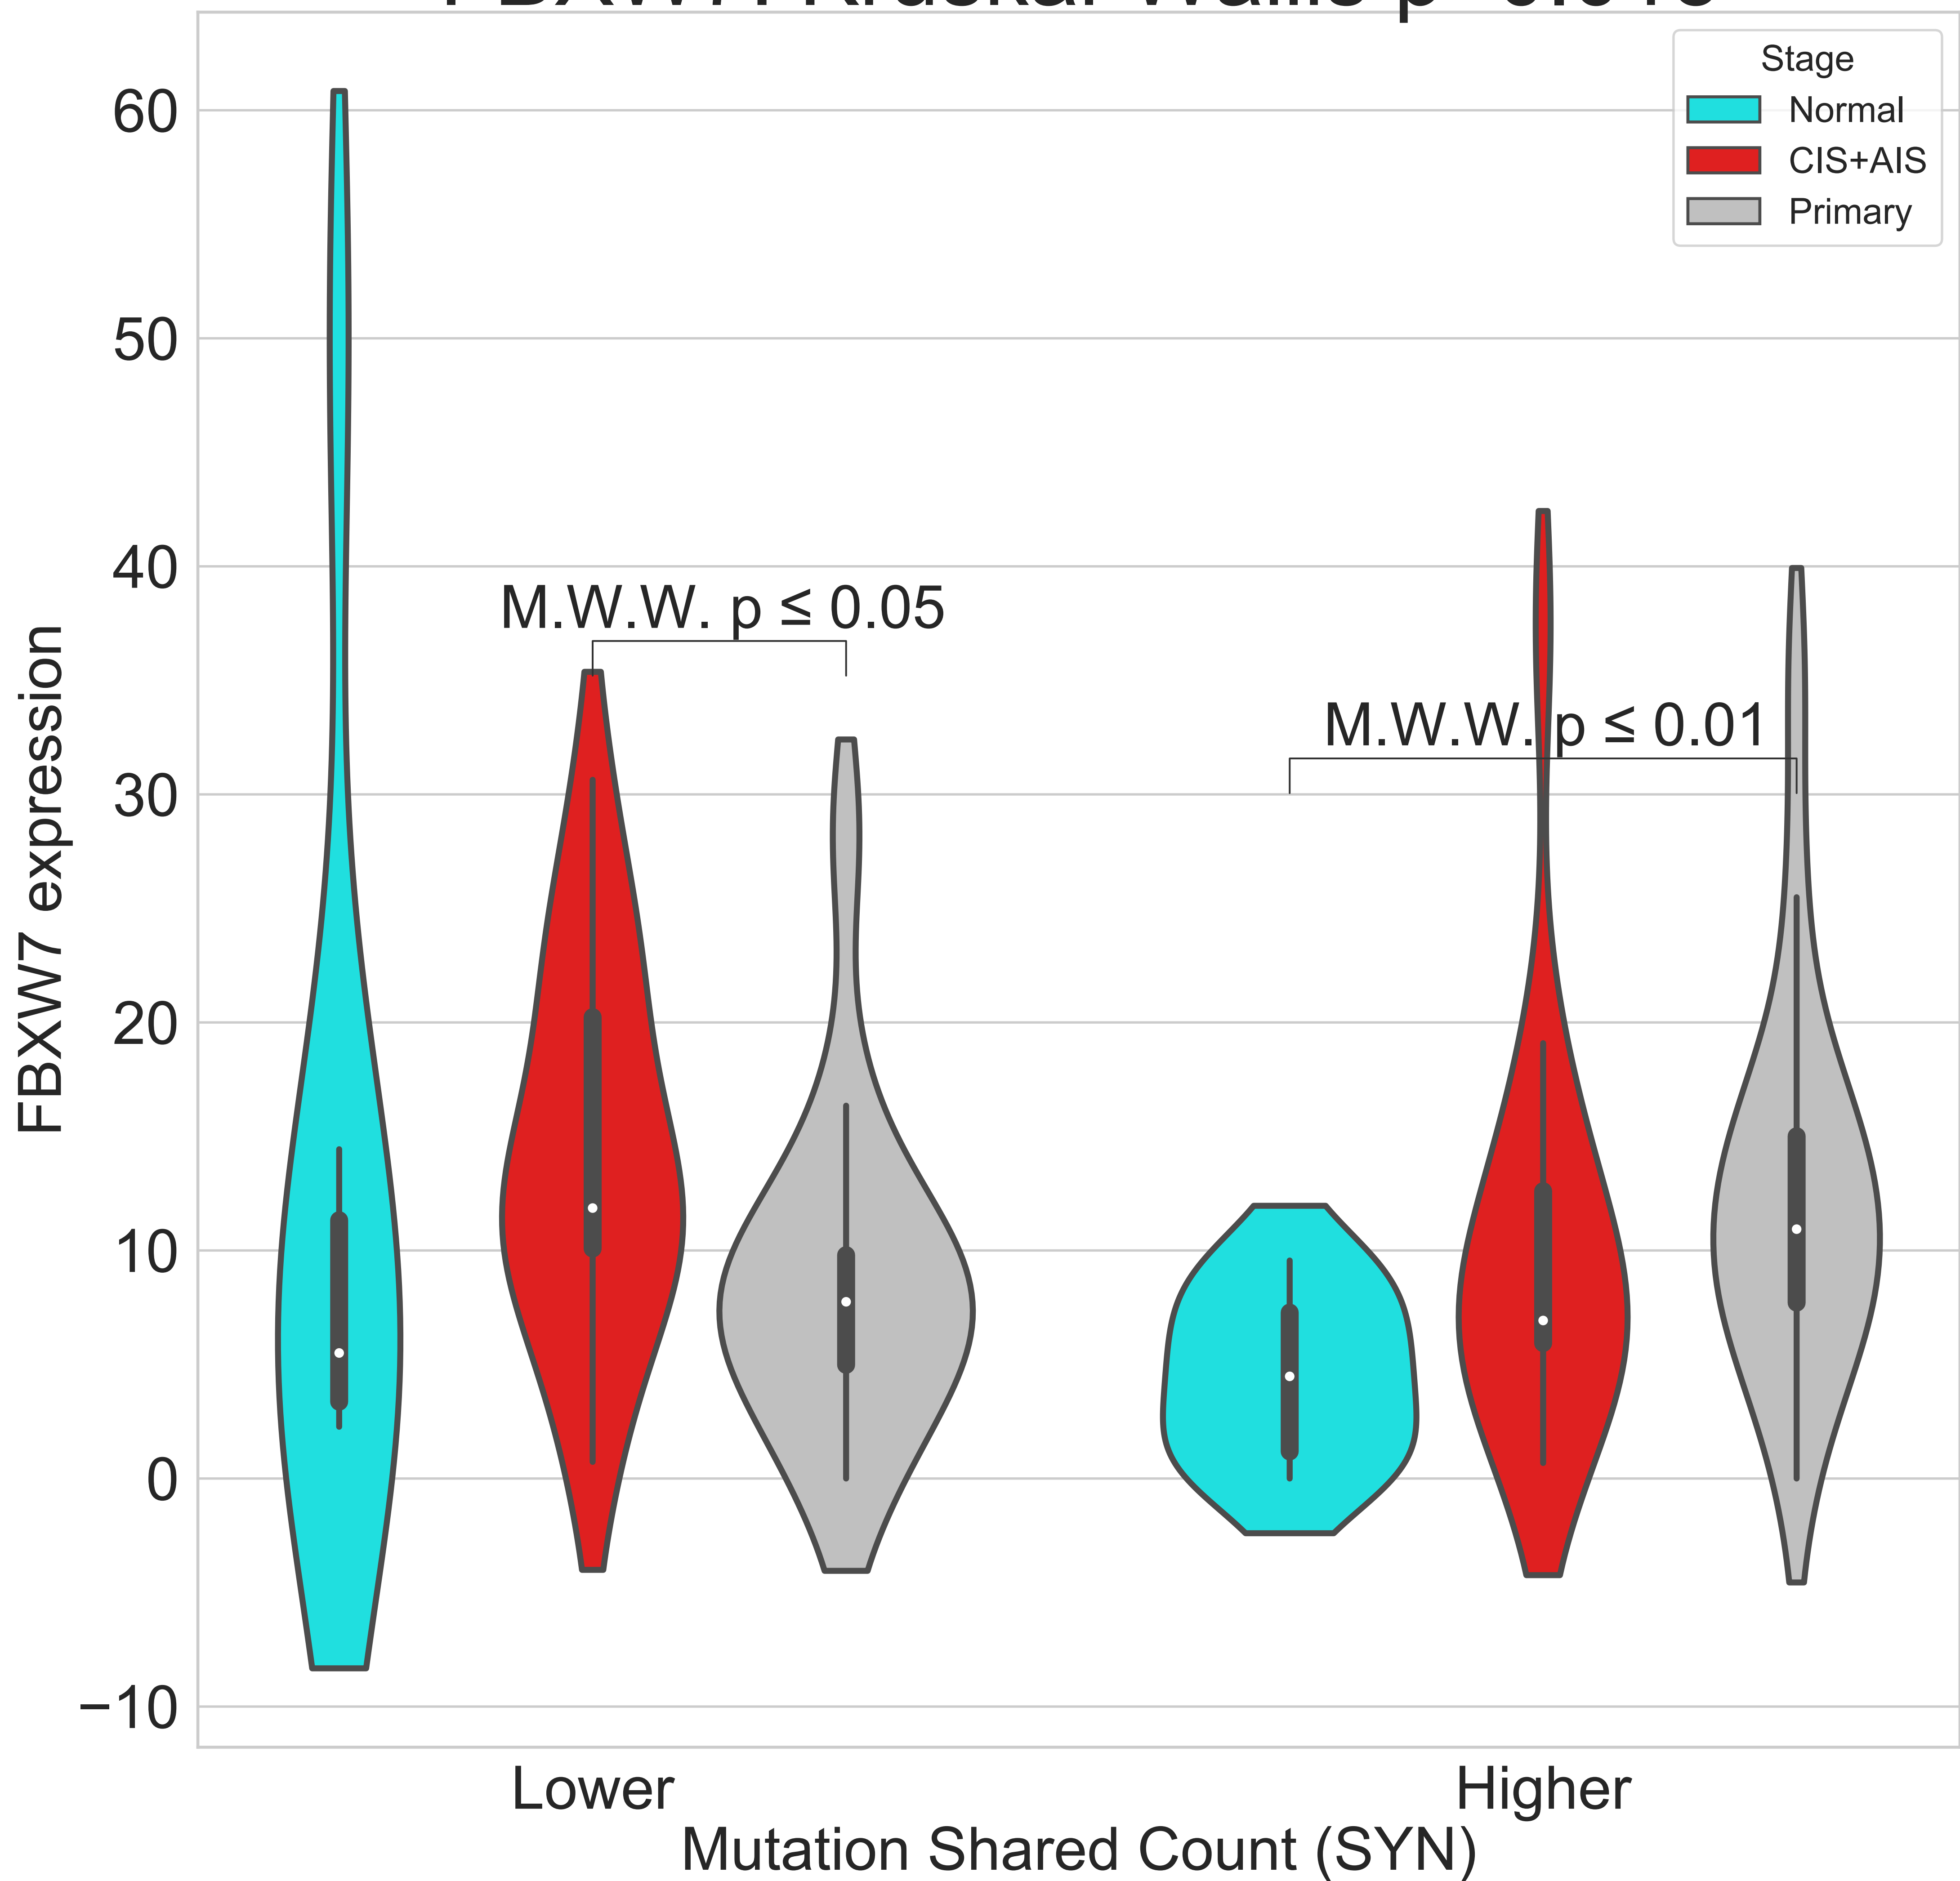 Stage
Normal
CIS+AIS
Primary
60
50
40
30
20
10
0
−10
FBXW7 expression
M.W.W. p ≤ 0.05
M.W.W. p ≤ 0.01
Lower
Higher
Mutation Shared Count (SYN)